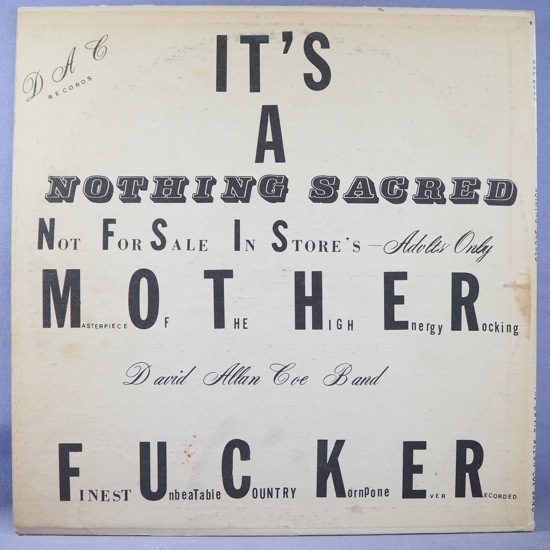 DAC
RECORDS
IT'S
A
NOTHING SACRED
NOT FOR SALE IN STORE'S — Adults Only
MASTERPIECE OF THE HIGH ENERGY ROCKING
David Allan Coe Band
FINEST UnbeaTable COUNTRY KornPone EVER RECORDED